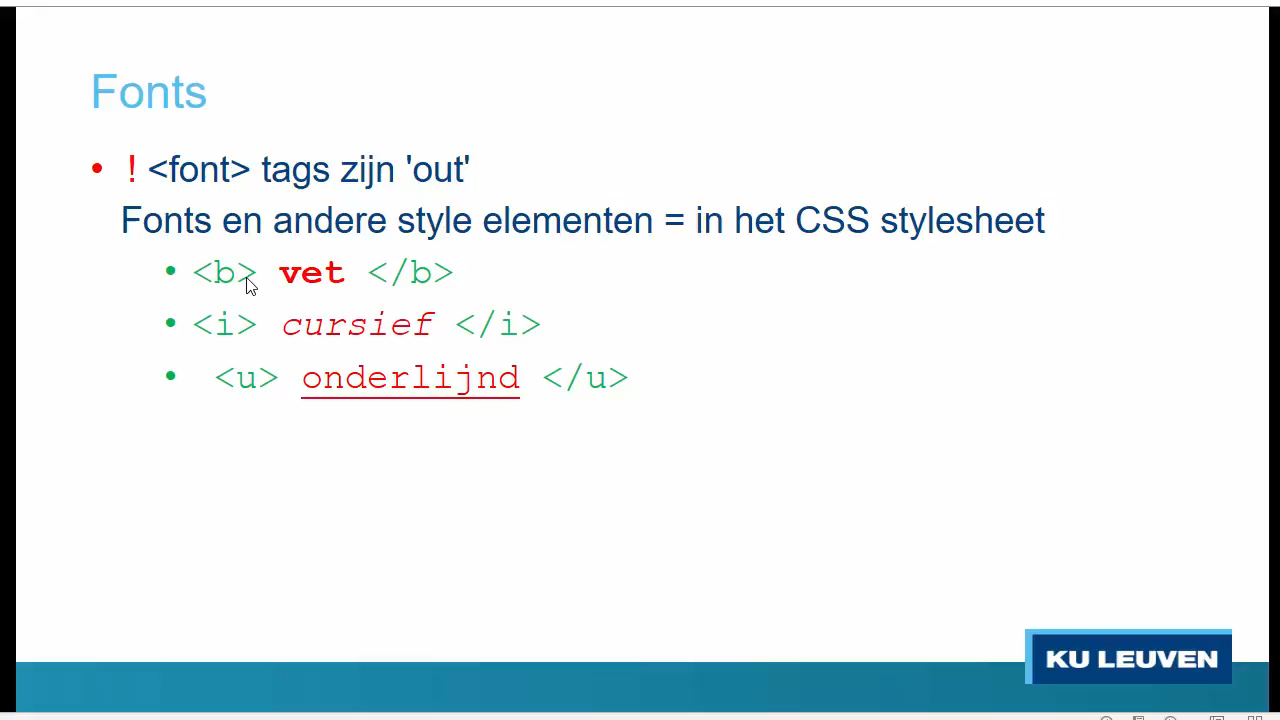 Fonts
• ! <font> tags zijn 'out'
Fonts en andere style elementen = in het CSS stylesheet
• <b> vet </b>
• <i> cursief </i>
• <u> onderlijnd </u>
KU LEUVEN